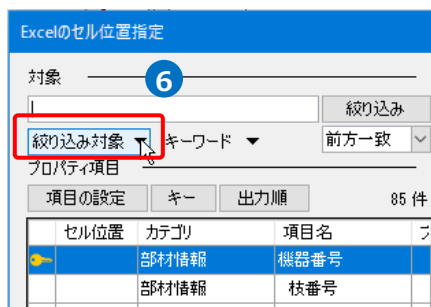 Excelのセル位置指定
対象
6
絞り込み
絞り込み対象 ▼ キーワード ▼ 前方一致
プロパティ項目
項目の設定 キー 出力順 85 件
セル位置 カテゴリ 項目名
部材情報 機器番号
部材情報 枝番号